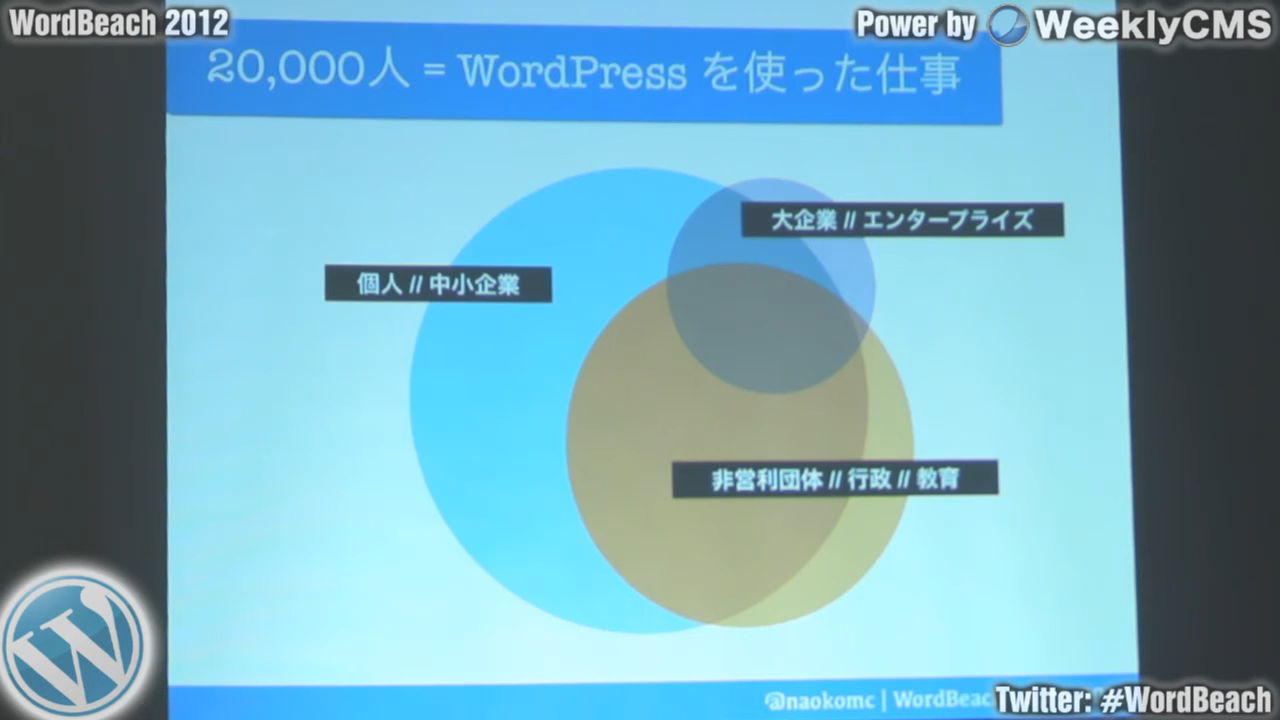 WordBeach 2012
Power by WeeklyCMS
20,000人 = WordPress を使った仕事
大企業 // エンタープライズ
個人 // 中小企業
非営利団体 // 行政 // 教育
@naokomc | WordBeac
Twitter: #WordBeach